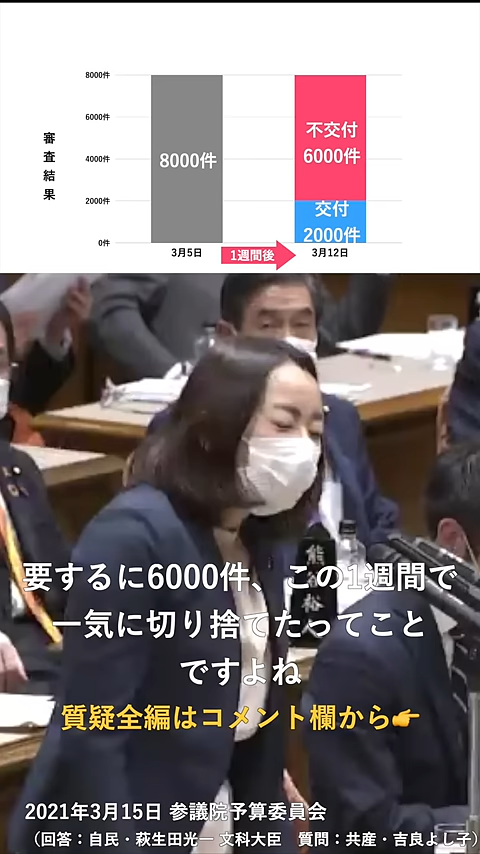 8000件
6000件
4000件
2000件
0件
審査結果
8000件
不交付
6000件
交付
2000件
3月5日
1週間後
3月12日
要するに6000件、この1週間で
一気に切り捨てたってこと
ですよね
質疑全編はコメント欄から👉
2021年3月15日 参議院予算委員会
（回答：自民・萩生田光一 文科大臣　質問：共産・吉良よし子）